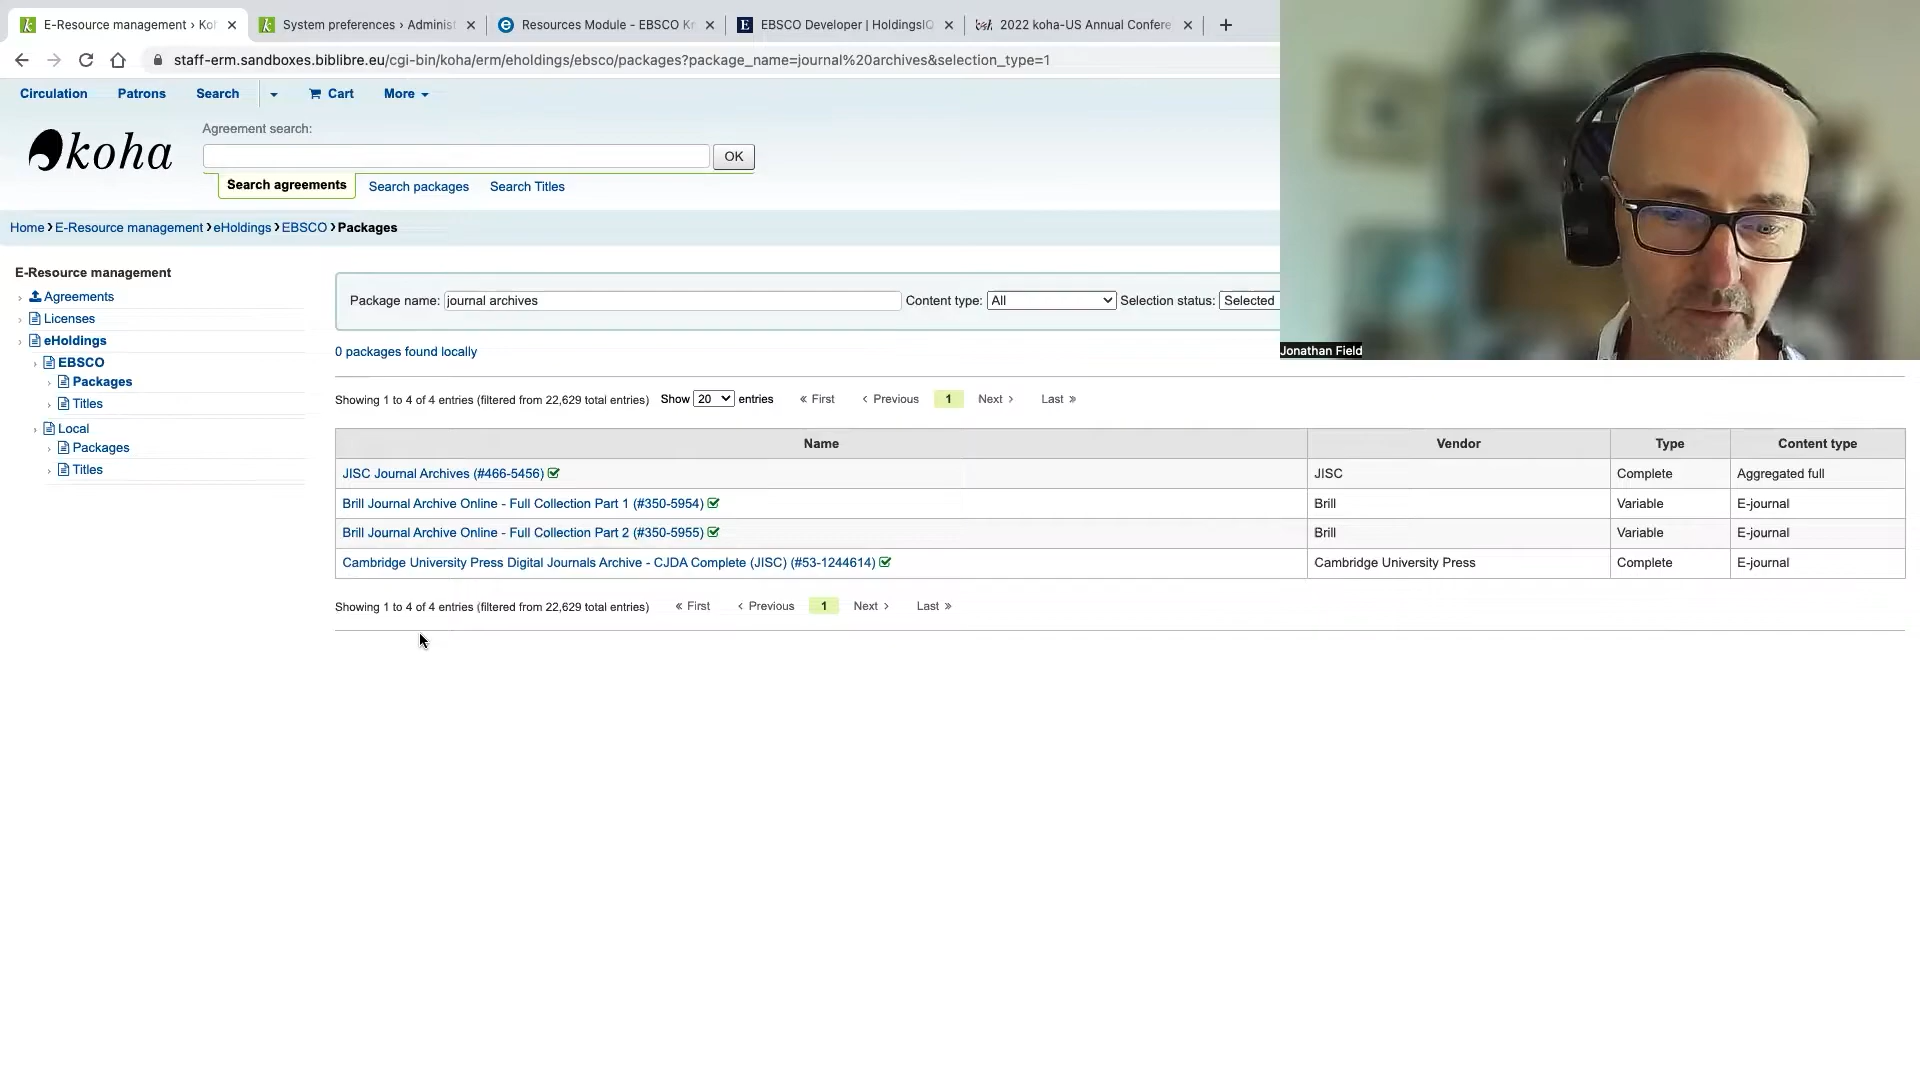 E-Resource management › Koh
System preferences › Administ
Resources Module - EBSCO Kn
EBSCO Developer | HoldingsIQ
2022 koha-US Annual Confere
staff-erm.sandboxes.biblibre.eu/cgi-bin/koha/erm/eholdings/ebsco/packages?package_name=journal%20archives&selection_type=1
Circulation Patrons Search Cart More
koha
Agreement search:
OK
Search agreements Search packages Search Titles
Home › E-Resource management › eHoldings › EBSCO › Packages
E-Resource management
Agreements
Licenses
eHoldings
EBSCO
Packages
Titles
Local
Packages
Titles
Package name: journal archives Content type: All Selection status: Selected
0 packages found locally
Showing 1 to 4 of 4 entries (filtered from 22,629 total entries) Show 20 entries « First ‹ Previous 1 Next › Last »
Name Vendor Type Content type
JISC Journal Archives (#466-5456) JISC Complete Aggregated full
Brill Journal Archive Online - Full Collection Part 1 (#350-5954) Brill Variable E-journal
Brill Journal Archive Online - Full Collection Part 2 (#350-5955) Brill Variable E-journal
Cambridge University Press Digital Journals Archive - CJDA Complete (JISC) (#53-1244614) Cambridge University Press Complete E-journal
Showing 1 to 4 of 4 entries (filtered from 22,629 total entries) « First ‹ Previous 1 Next › Last »
Jonathan Field